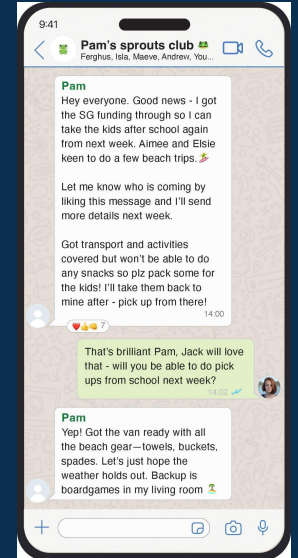 9:41
Pam's sprouts club
Ferghus, Isla, Maeve, Andrew, You...
Pam
Hey everyone. Good news - I got
the SG funding through so I can
take the kids after school again
from next week. Aimee and Elsie
keen to do a few beach trips.🏄
Let me know who is coming by
liking this message and I'll send
more details next week.
Got transport and activities
covered but won't be able to do
any snacks so plz pack some for
the kids! I'll take them back to
mine after - pick up from there!
14:00
7
That's brilliant Pam, Jack will love
that - will you be able to do pick
ups from school next week?
14:02
Pam
Yep! Got the van ready with all
the beach gear—towels, buckets,
spades. Let's just hope the
weather holds out. Backup is
boardgames in my living room 🏝️